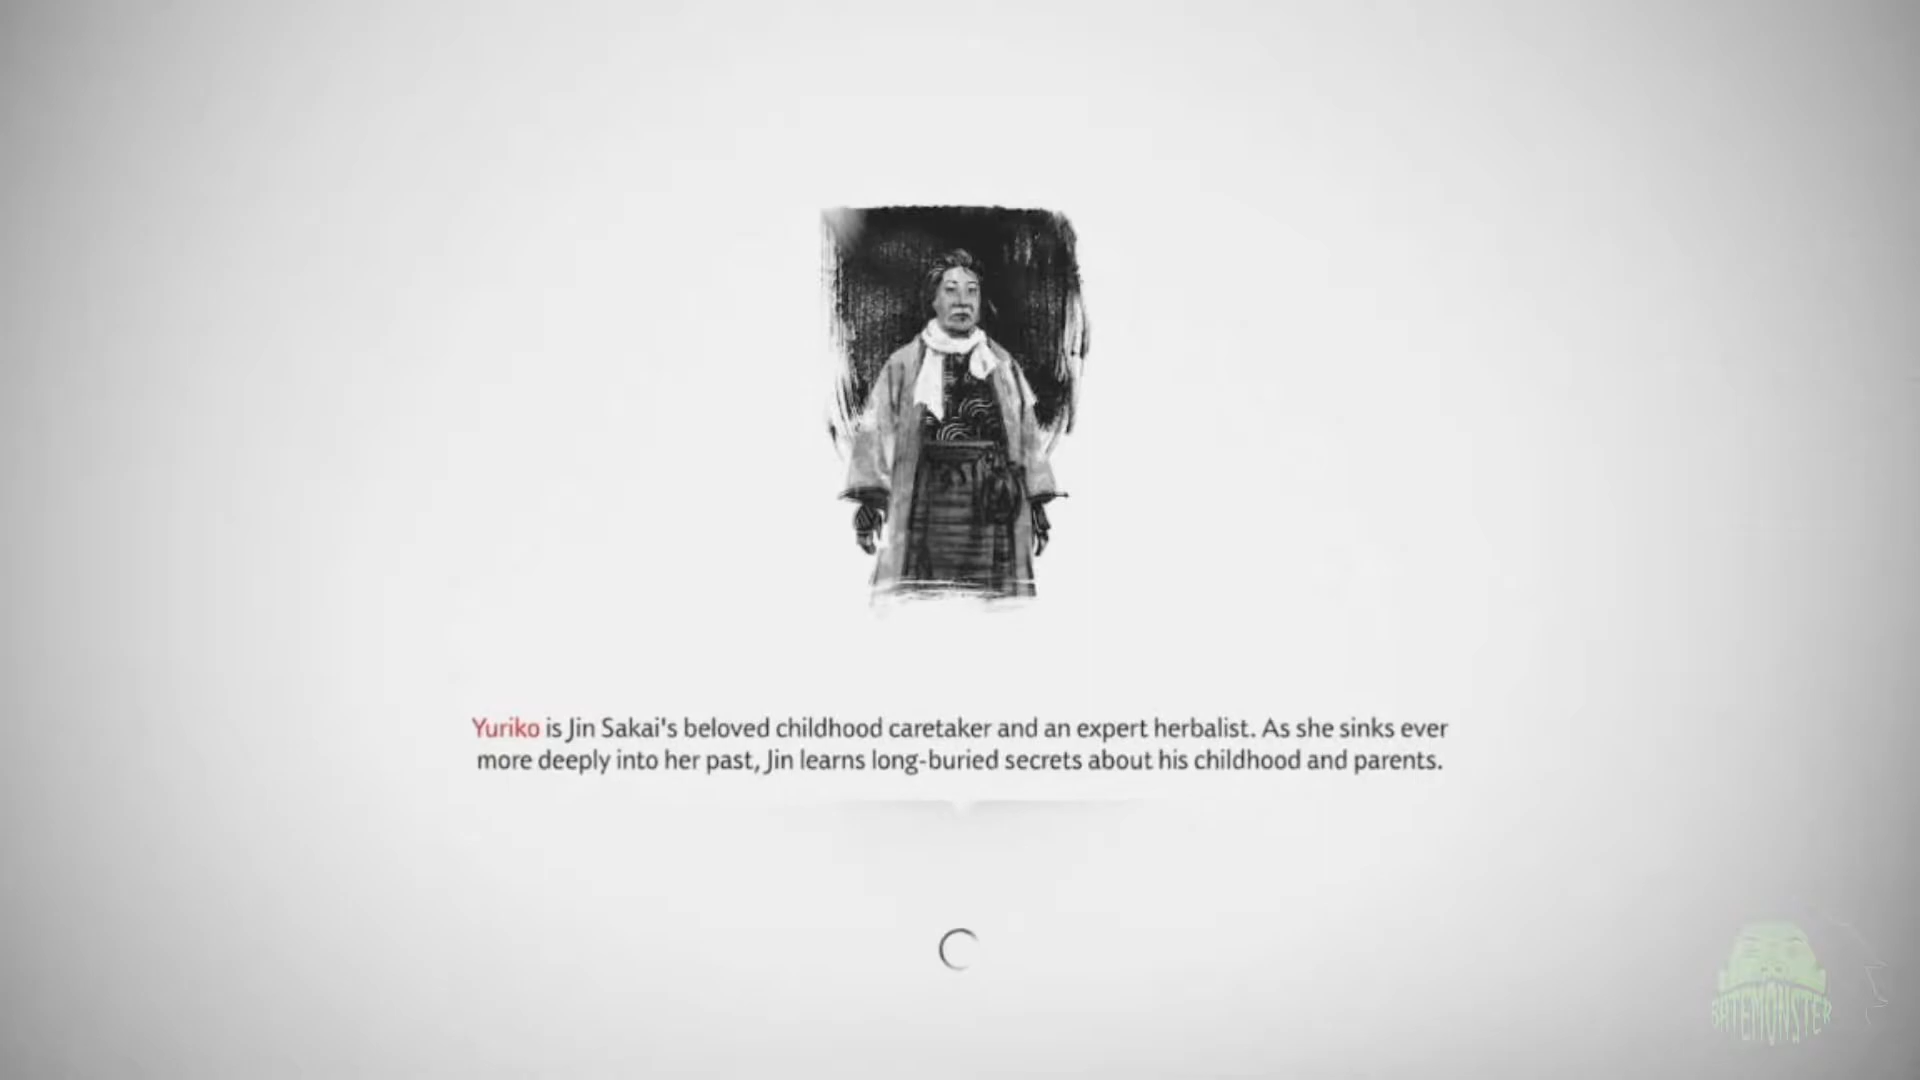 Yuriko is Jin Sakai's beloved childhood caretaker and an expert herbalist. As she sinks ever
more deeply into her past, Jin learns long-buried secrets about his childhood and parents.
BATEMONSTER